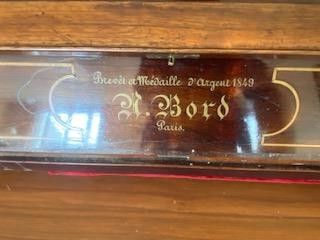 Brevet et Médaille d'Argent 1849
A. Bord
Paris.